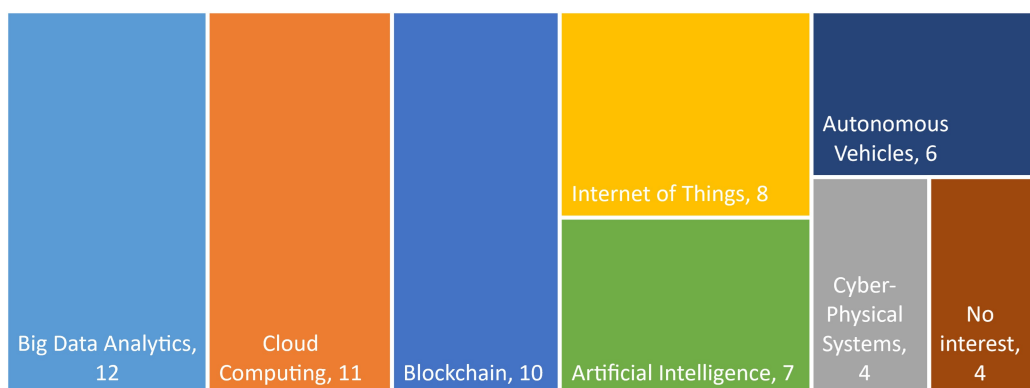 Big Data Analytics,
12
Cloud
Computing, 11
Blockchain, 10
Internet of Things, 8
Artificial Intelligence, 7
Autonomous
Vehicles, 6
Cyber-
Physical
Systems,
4
No
interest,
4